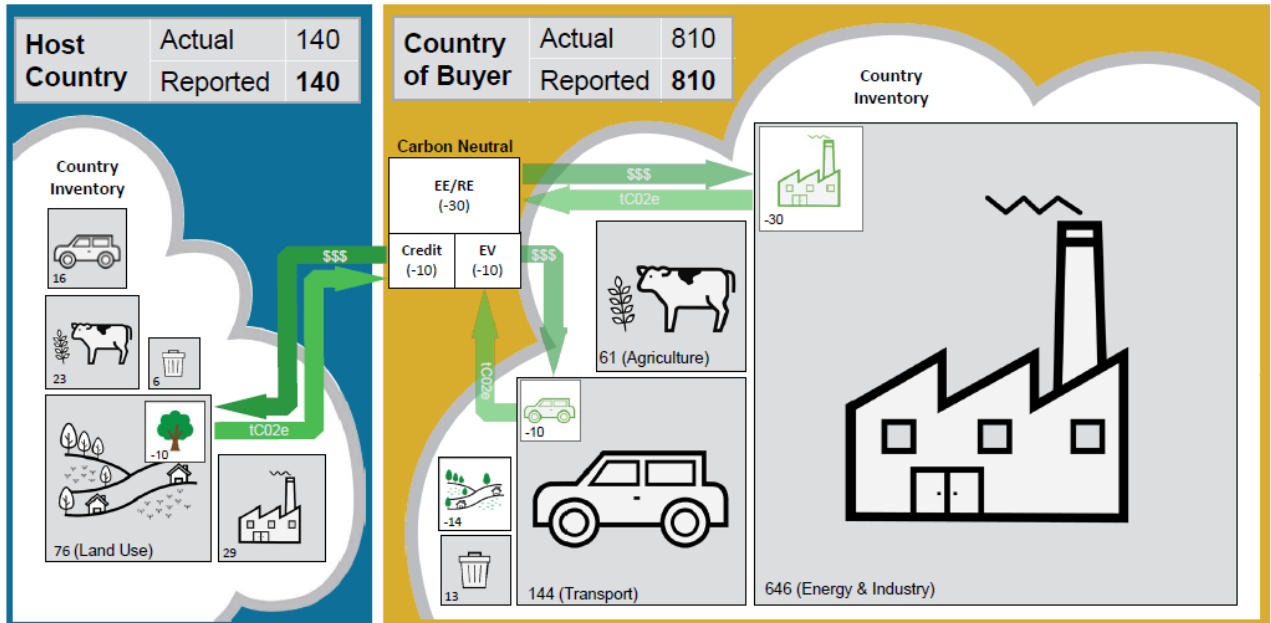 Host Country
Actual 140
Reported 140
Country of Buyer
Actual 810
Reported 810
Country
Inventory
16
23
6
-10
76 (Land Use)
29
$$$
tC02e
Carbon Neutral
EE/RE
(-30)
Credit
(-10)
EV
(-10)
$$$
tC02e
$$$
tC02e
Country
Inventory
-30
61 (Agriculture)
-10
-14
13
144 (Transport)
646 (Energy & Industry)